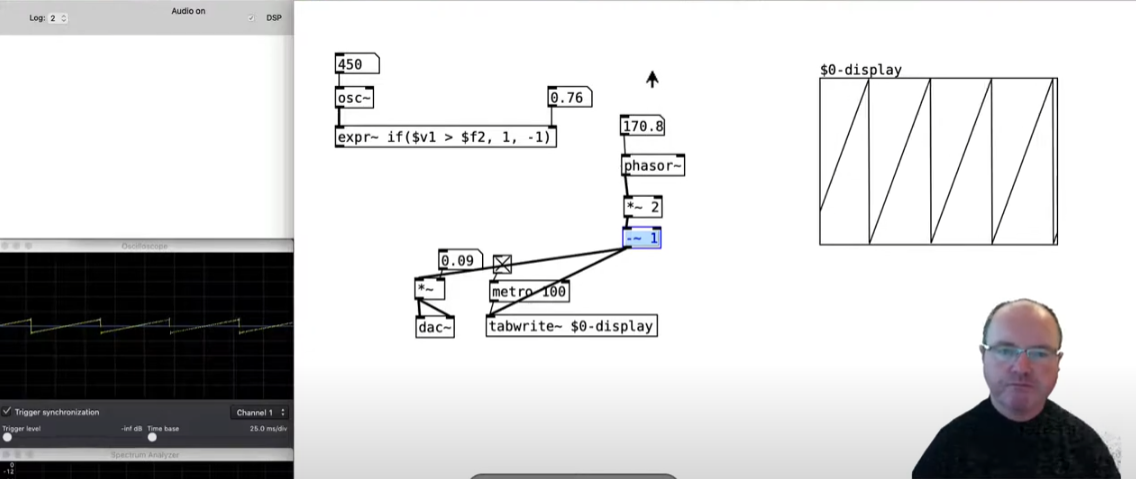 Log: 2
Audio on
DSP
450
osc~
0.76
expr~ if($v1 > $f2, 1, -1)
170.8
phasor~
*~ 2
-~ 1
0.09
*~
metro 100
dac~
tabwrite~ $0-display
$0-display
Oscilloscope
Trigger synchronization
Channel 1
Trigger level
-inf dB
Time base
25.0 ms/div
Spectrum Analyzer
0
-12